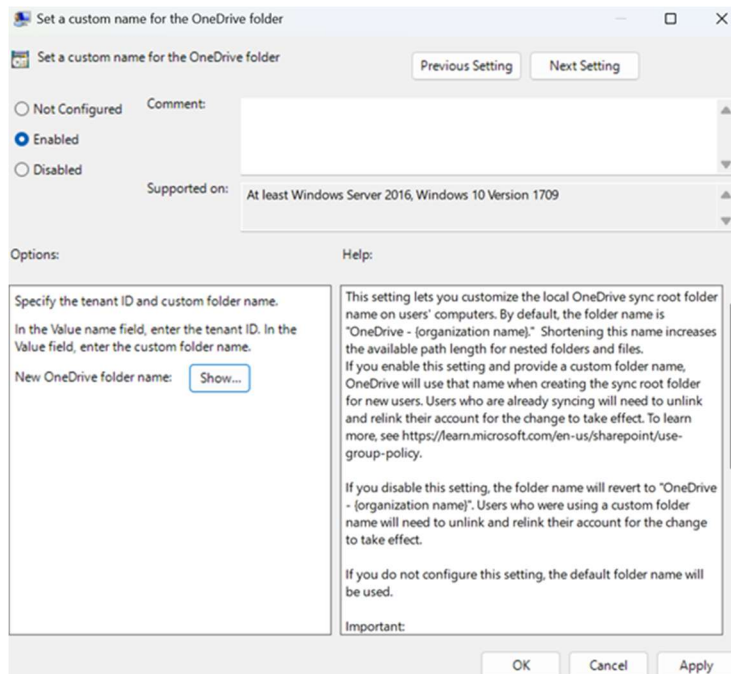 Set a custom name for the OneDrive folder
Set a custom name for the OneDrive folder
Previous Setting
Next Setting
Not Configured
Comment:
Enabled
Disabled
Supported on:
At least Windows Server 2016, Windows 10 Version 1709
Options:
Help:
Specify the tenant ID and custom folder name.
In the Value name field, enter the tenant ID. In the
Value field, enter the custom folder name.
New OneDrive folder name:
Show...
This setting lets you customize the local OneDrive sync root folder
name on users' computers. By default, the folder name is
"OneDrive - {organization name}." Shortening this name increases
the available path length for nested folders and files.
If you enable this setting and provide a custom folder name,
OneDrive will use that name when creating the sync root folder
for new users. Users who are already syncing will need to unlink
and relink their account for the change to take effect. To learn
more, see https://learn.microsoft.com/en-us/sharepoint/use-
group-policy.
If you disable this setting, the folder name will revert to "OneDrive
- {organization name}". Users who were using a custom folder
name will need to unlink and relink their account for the change
to take effect.
If you do not configure this setting, the default folder name will
be used.
Important:
OK
Cancel
Apply